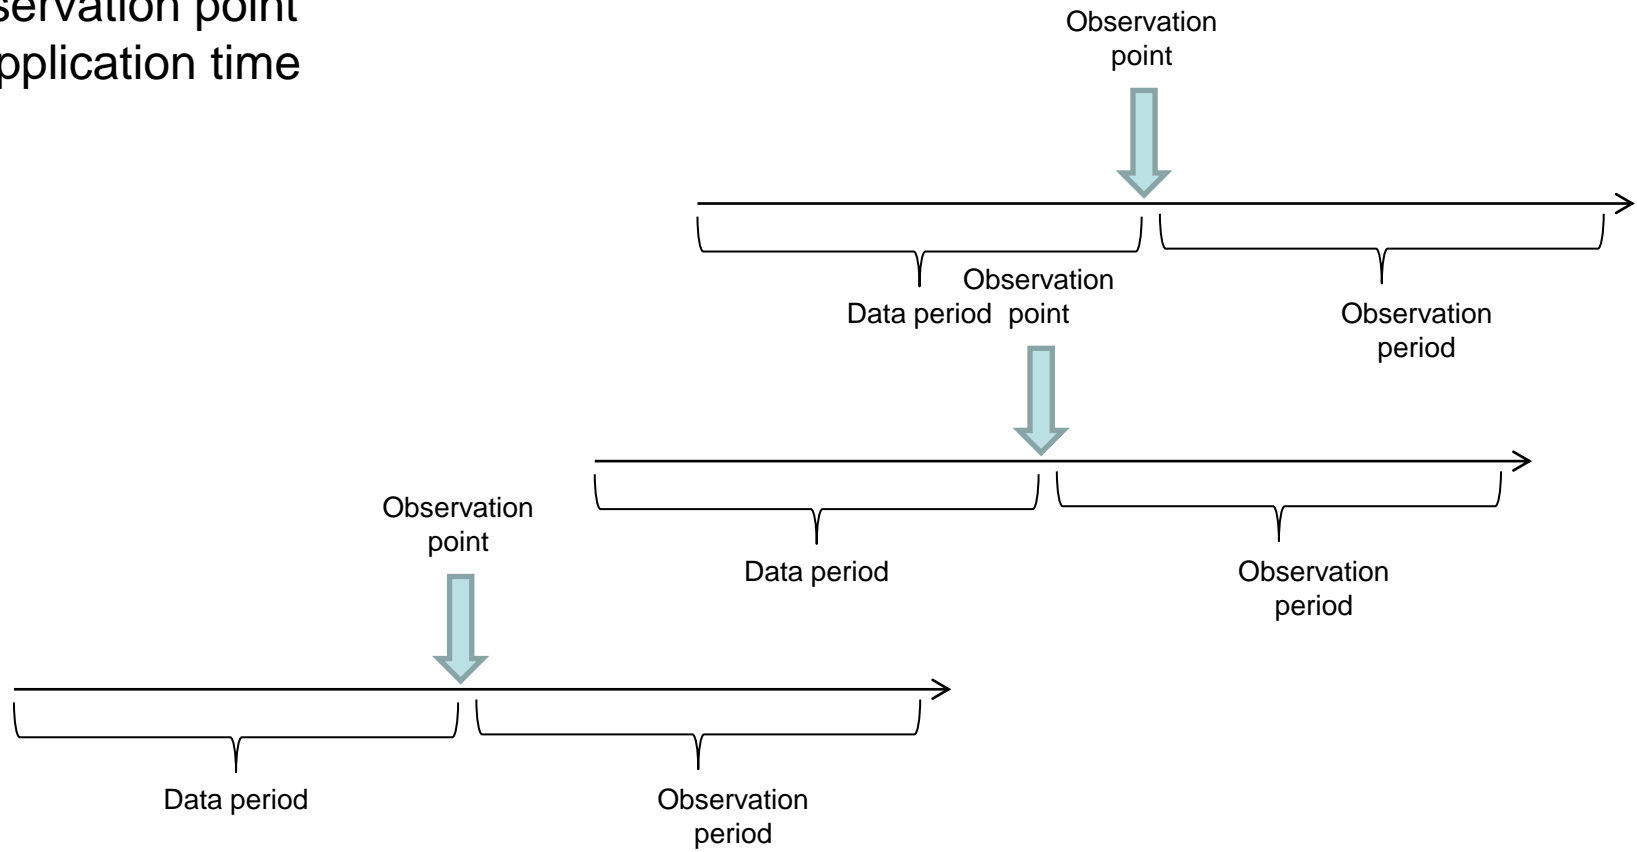 servation point
pplication time
Observation
point
Data period
Observation
point
Observation
period
Observation
point
Data period
Observation
period
Data period
Observation
period